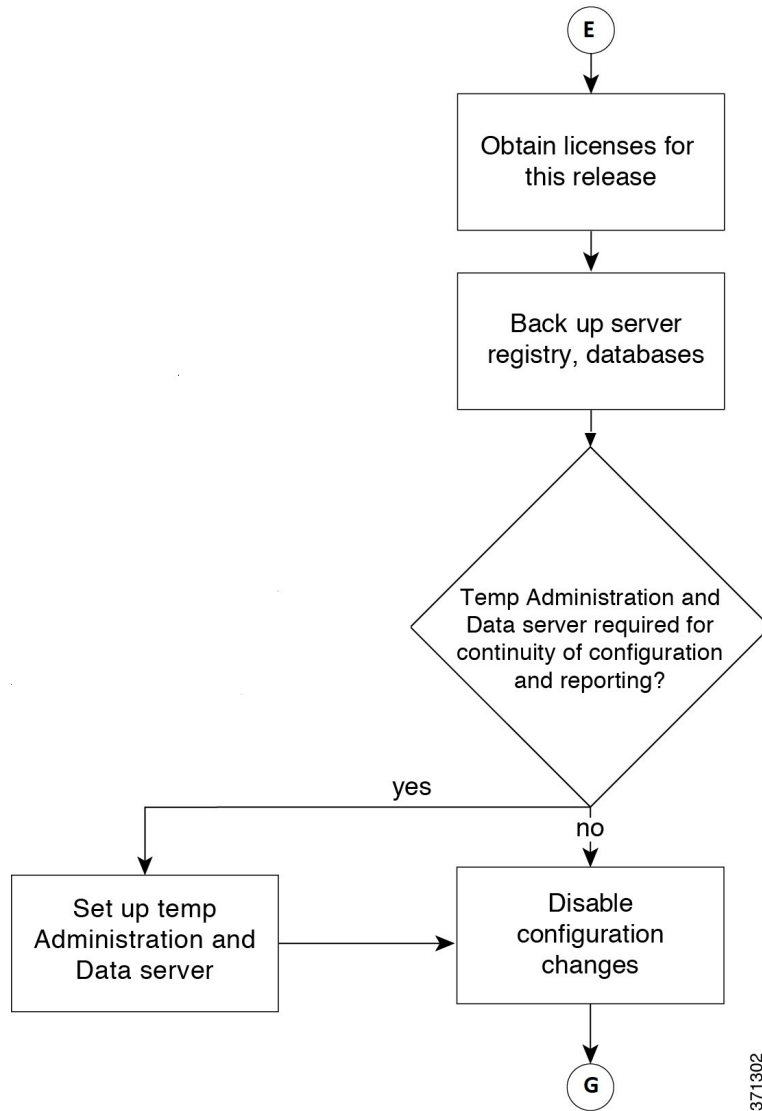 E
Obtain licenses for
this release
Back up server
registry, databases
Temp Administration and
Data server required for
continuity of configuration
and reporting?
yes
no
Set up temp
Administration and
Data server
Disable
configuration
changes
G
371302